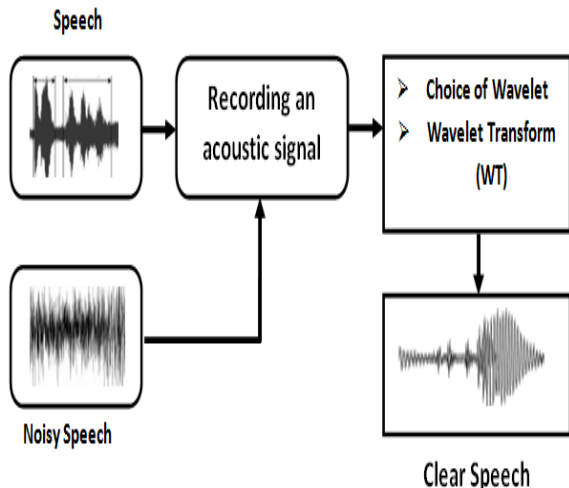 Speech
Recording an
acoustic signal
➢ Choice of Wavelet
➢ Wavelet Transform
(WT)
Noisy Speech
Clear Speech